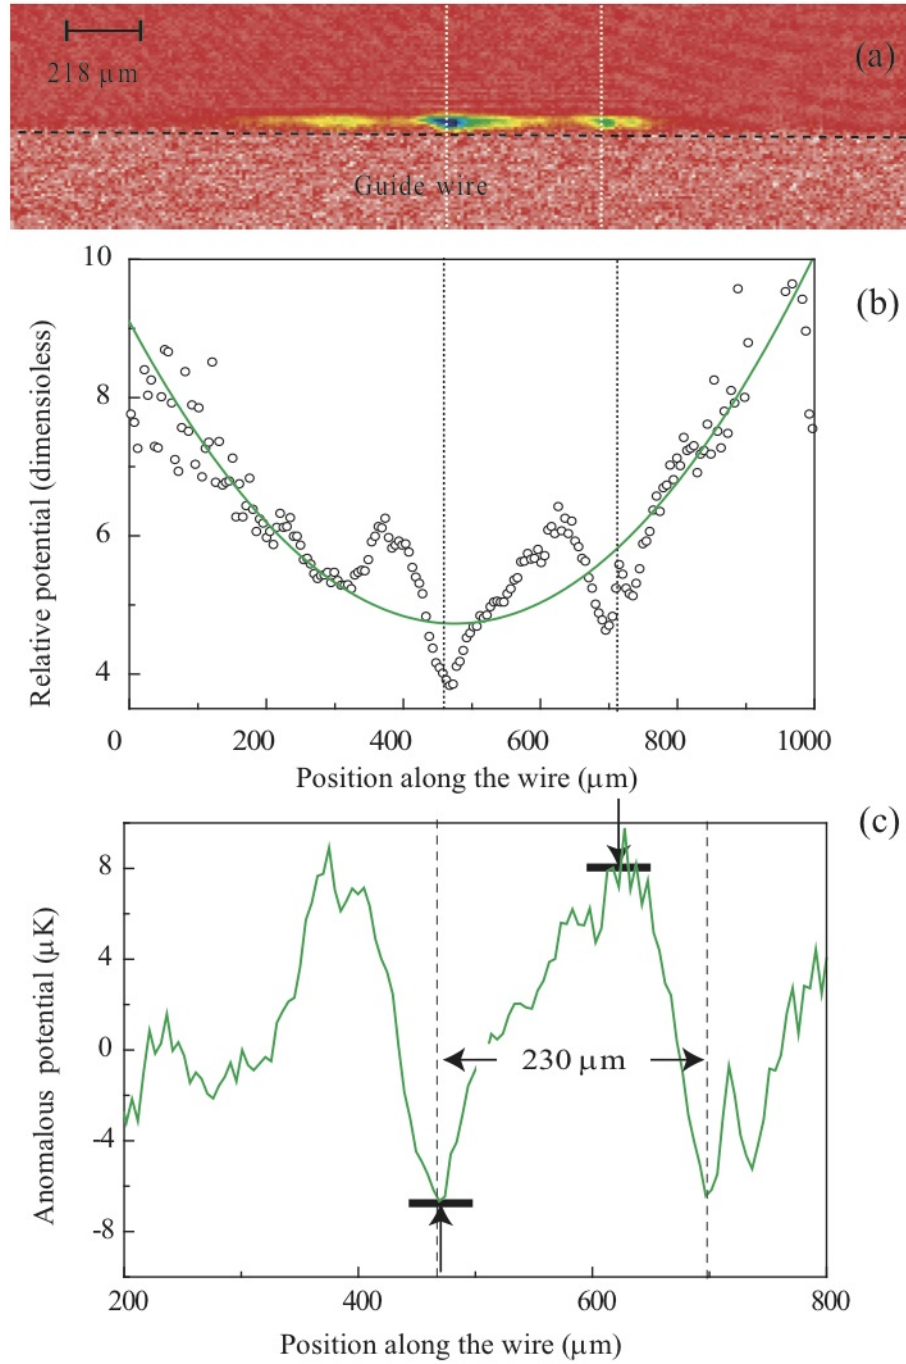 (a)
218 μm
Guide wire
(b)
10
8
6
4
Relative potential (dimensioless)
0 200 400 600 800 1000
Position along the wire (μm)
(c)
8
4
0
-4
-8
Anomalous potential (μK)
230 μm
200 400 600 800
Position along the wire (μm)